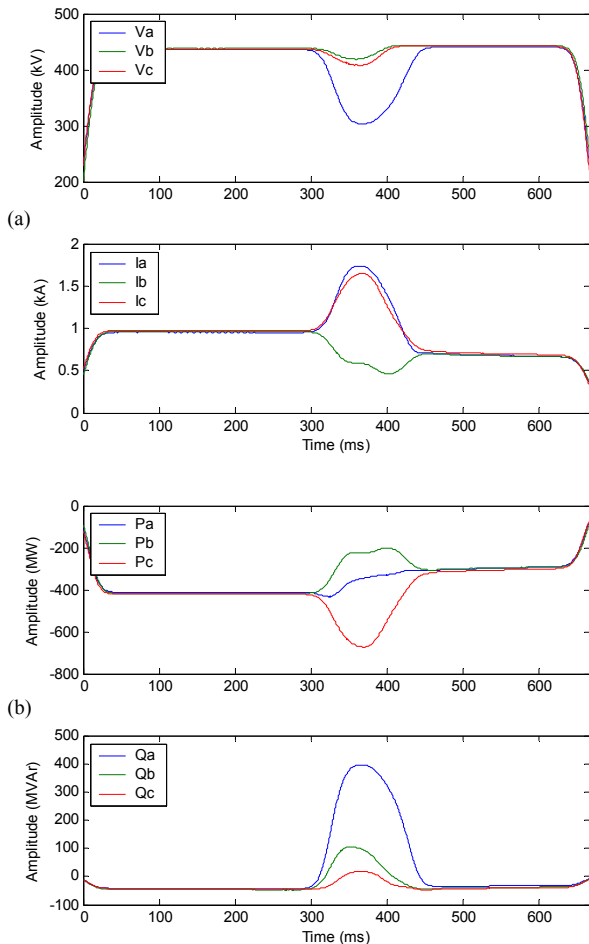 500
400
300
200
Amplitude (kV)
Va
Vb
Vc
0 100 200 300 400 500 600
(a)
2
1.5
1
0.5
0
Amplitude (kA)
Ia
Ib
Ic
0 100 200 300 400 500 600
Time (ms)
0
-200
-400
-600
-800
Amplitude (MW)
Pa
Pb
Pc
0 100 200 300 400 500 600
(b)
500
400
300
200
100
0
-100
Amplitude (MVAr)
Qa
Qb
Qc
0 100 200 300 400 500 600
Time (ms)